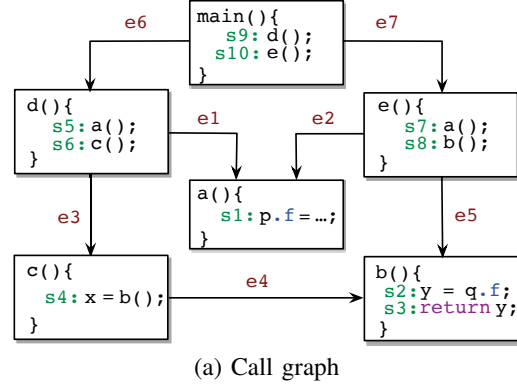 main(){
s9: d();
s10: e();
}
e6
e7
d(){
s5: a();
s6: c();
}
e1
e2
e(){
s7: a();
s8: b();
}
a(){
s1: p.f = …;
}
e3
e5
c(){
s4: x = b();
}
e4
b(){
s2: y = q.f;
s3: return y;
}
(a) Call graph